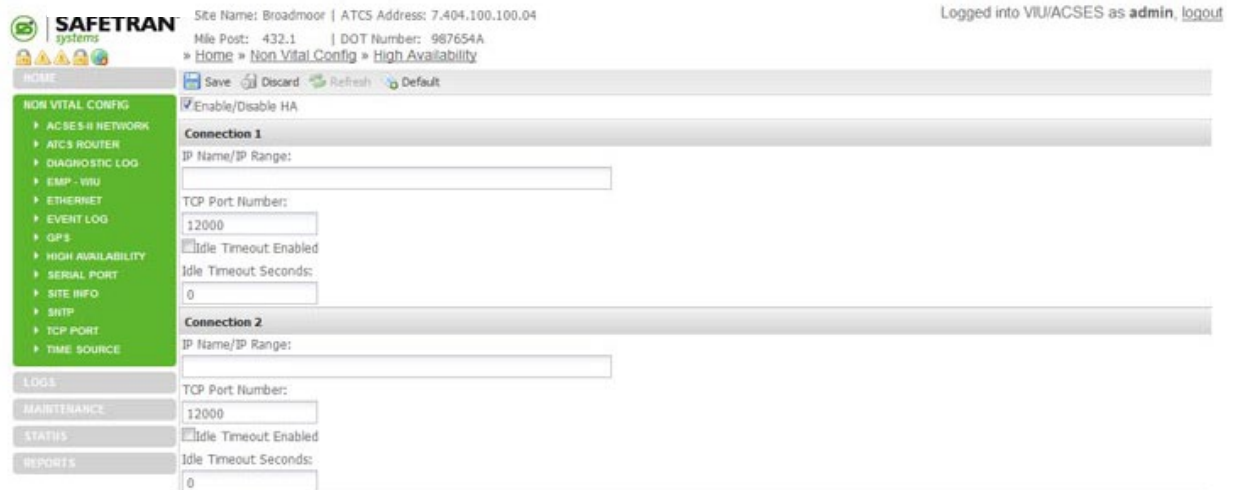 SAFETRAN
systems
Site Name: Broadmoor | ATCS Address: 7.404.100.100.04
Mile Post: 432.1 | DOT Number: 987654A
» Home » Non Vital Config » High Availability
Logged into VIU/ACSES as admin, logout
HOME
NON VITAL CONFIG
ACSES-II NETWORK
ATCS ROUTER
DIAGNOSTIC LOG
EMP - WIU
ETHERNET
EVENT LOG
GPS
HIGH AVAILABILITY
SERIAL PORT
SITE INFO
SNTP
TCP PORT
TIME SOURCE
LOGS
MAINTENANCE
STATUS
REPORTS
Save Discard Refresh Default
Enable/Disable HA
Connection 1
IP Name/IP Range:
TCP Port Number:
12000
Idle Timeout Enabled
Idle Timeout Seconds:
0
Connection 2
IP Name/IP Range:
TCP Port Number:
12000
Idle Timeout Enabled
Idle Timeout Seconds:
0